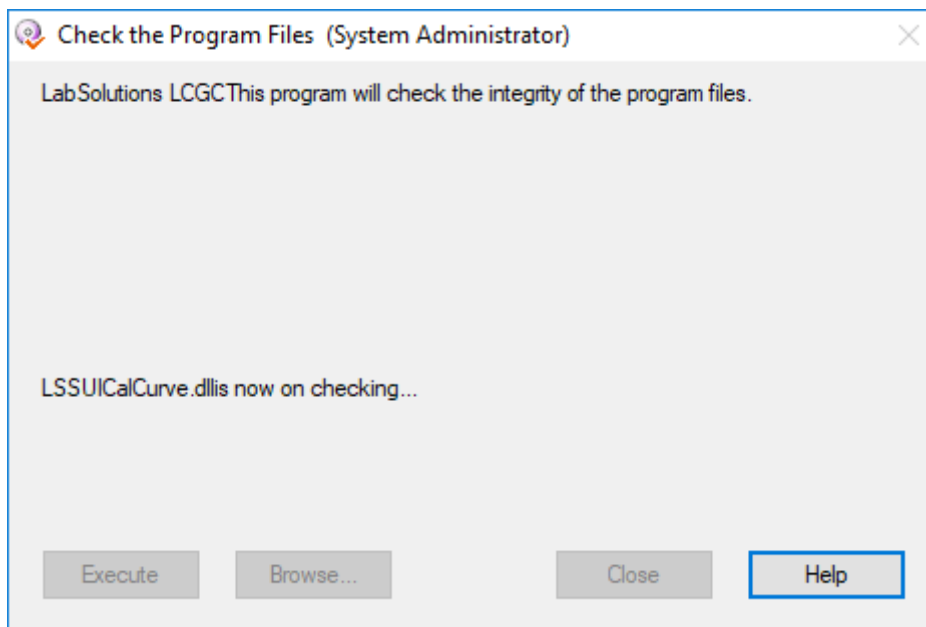 Check the Program Files (System Administrator)
LabSolutions LCGCThis program will check the integrity of the program files.
LSSUICalCurve.dllis now on checking...
Execute Browse... Close Help